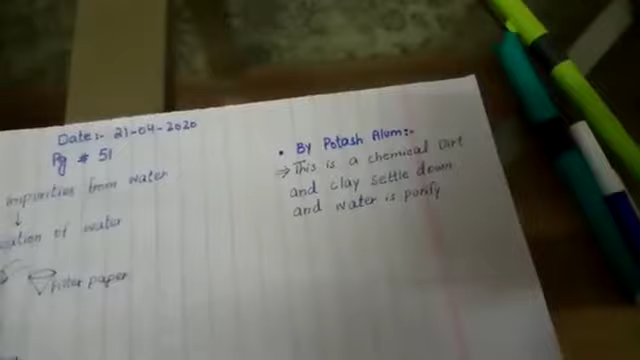 Date:- 21-04-2020
Pg # 51
impurities from water
of water
Filter paper
• By Potash Alum:-
⇒ This is a chemical Dirt
and clay settle down
and water is purify